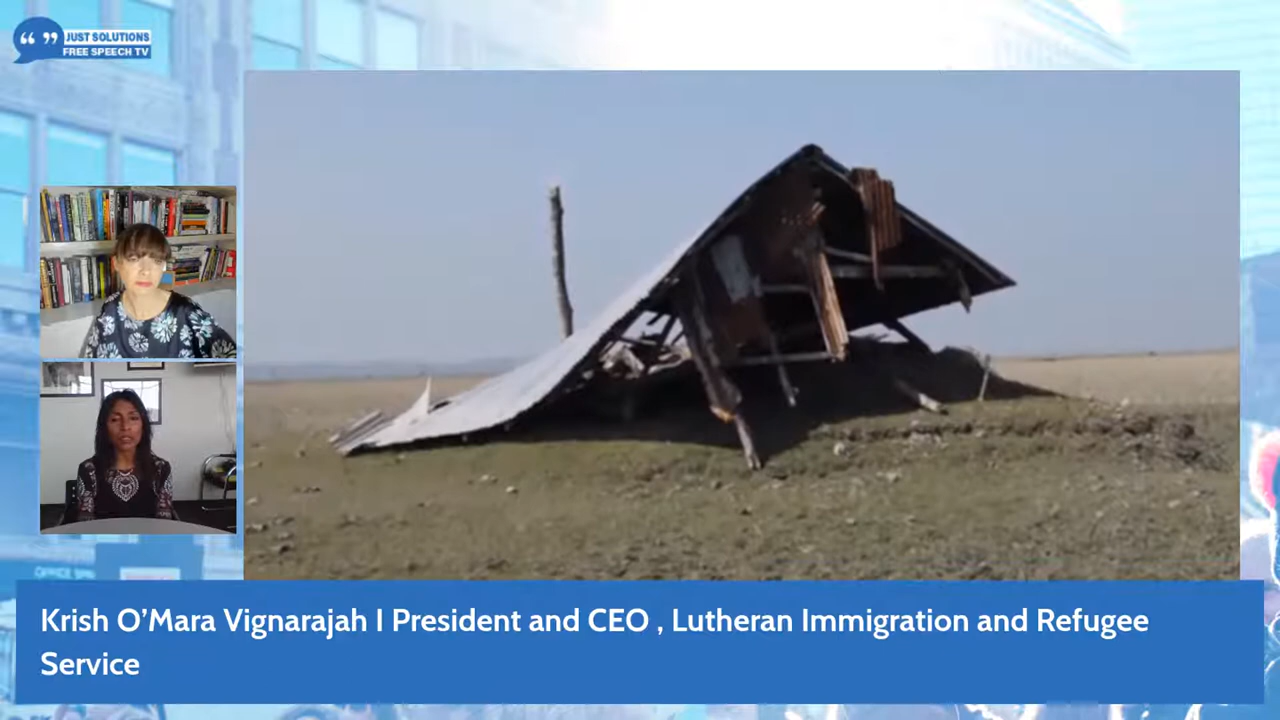 JUST SOLUTIONS
FREE SPEECH TV
Krish O’Mara Vignarajah I President and CEO , Lutheran Immigration and Refugee
Service